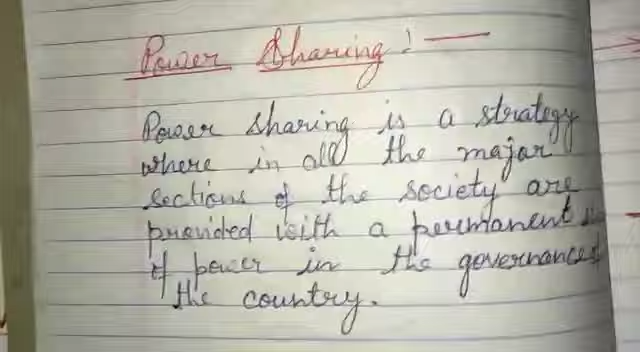 Power Sharing :—
Power sharing is a strategy
where in all the major
sections of the society are
provided with a permanent
of power in the governance
the country.